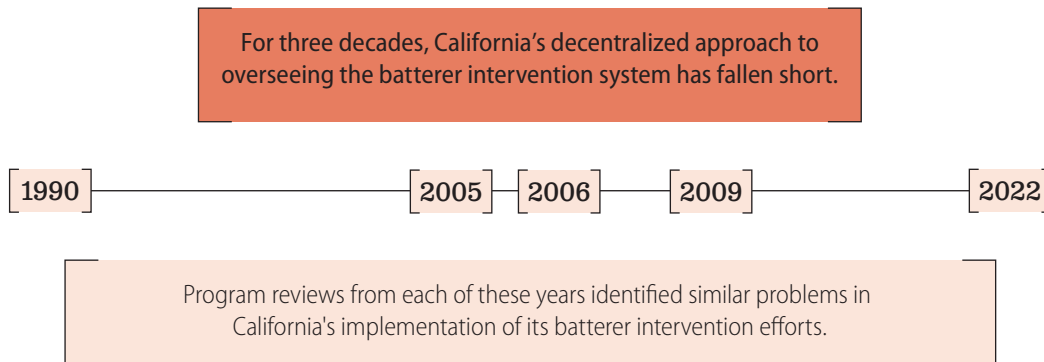 For three decades, California’s decentralized approach to
overseeing the batterer intervention system has fallen short.
1990 2005 2006 2009 2022
Program reviews from each of these years identified similar problems in
California's implementation of its batterer intervention efforts.